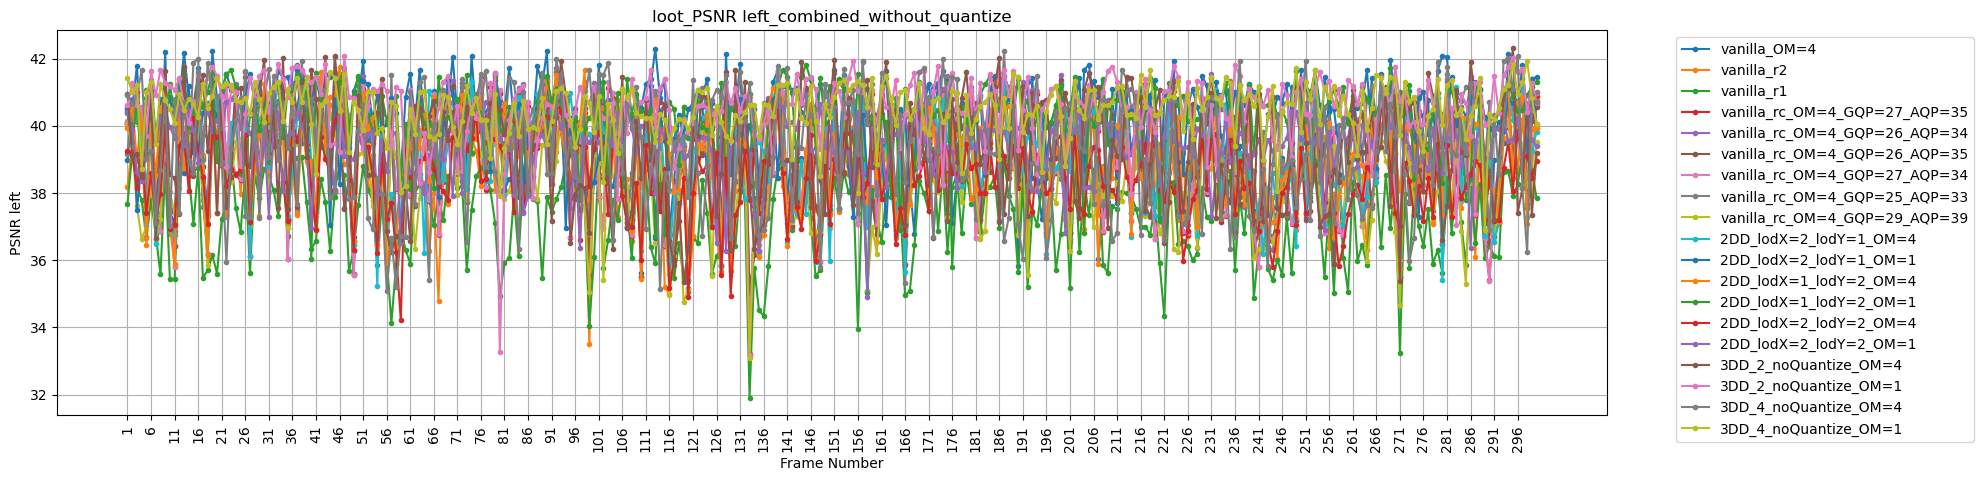 loot_PSNR left_combined_without_quantize
PSNR left
42
40
38
36
34
32
1 6 11 16 21 26 31 36 41 46 51 56 61 66 71 76 81 86 91 96 101 106 111 116 121 126 131 136 141 146 151 156 161 166 171 176 181 186 191 196 201 206 211 216 221 226 231 236 241 246 251 256 261 266 271 276 281 286 291 296
Frame Number
vanilla_OM=4
vanilla_r2
vanilla_r1
vanilla_rc_OM=4_GQP=27_AQP=35
vanilla_rc_OM=4_GQP=26_AQP=34
vanilla_rc_OM=4_GQP=26_AQP=35
vanilla_rc_OM=4_GQP=27_AQP=34
vanilla_rc_OM=4_GQP=25_AQP=33
vanilla_rc_OM=4_GQP=29_AQP=39
2DD_lodX=2_lodY=1_OM=4
2DD_lodX=2_lodY=1_OM=1
2DD_lodX=1_lodY=2_OM=4
2DD_lodX=1_lodY=2_OM=1
2DD_lodX=2_lodY=2_OM=4
2DD_lodX=2_lodY=2_OM=1
3DD_2_noQuantize_OM=4
3DD_2_noQuantize_OM=1
3DD_4_noQuantize_OM=4
3DD_4_noQuantize_OM=1